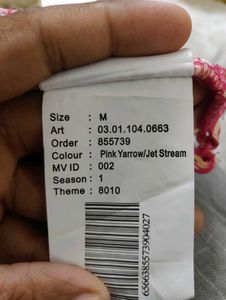 Size : M
Art : 03.01.104.0663
Order : 855739
Colour : Pink Yarrow/Jet Stream
MV ID : 002
Season : 1
Theme : 8010
6566385573904027